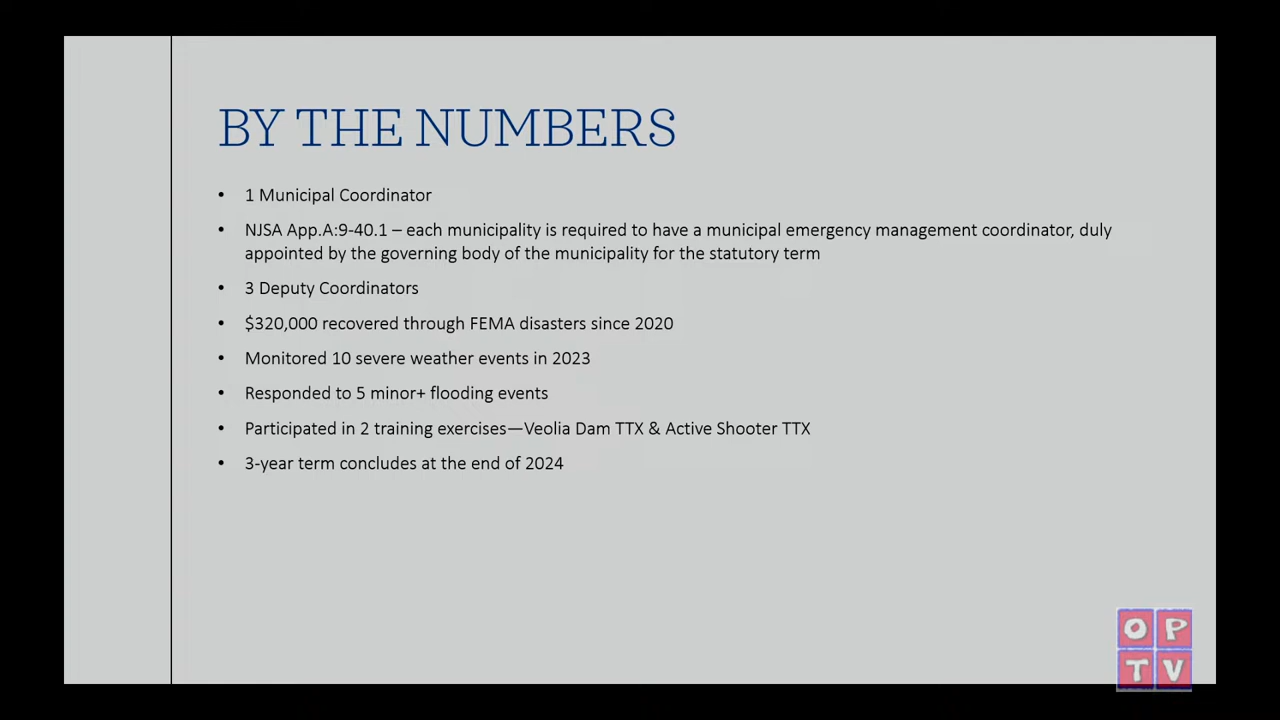 BY THE NUMBERS
• 1 Municipal Coordinator
• NJSA App.A:9-40.1 – each municipality is required to have a municipal emergency management coordinator, duly
appointed by the governing body of the municipality for the statutory term
• 3 Deputy Coordinators
• $320,000 recovered through FEMA disasters since 2020
• Monitored 10 severe weather events in 2023
• Responded to 5 minor+ flooding events
• Participated in 2 training exercises—Veolia Dam TTX & Active Shooter TTX
• 3-year term concludes at the end of 2024
O P
T V